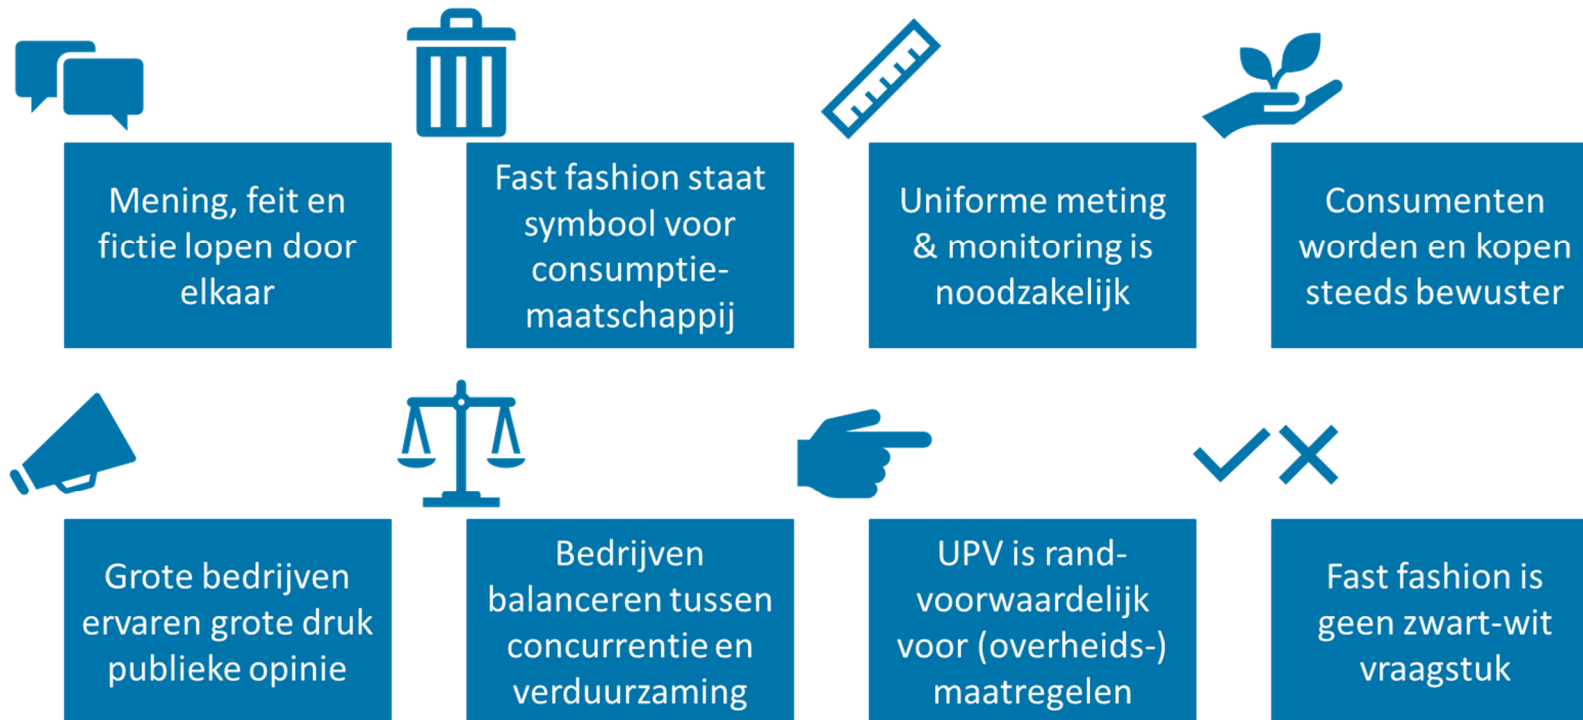 Mening, feit en
fictie lopen door
elkaar
Fast fashion staat
symbool voor
consumptie-
maatschappij
Uniforme meting
& monitoring is
noodzakelijk
Consumenten
worden en kopen
steeds bewuster
Grote bedrijven
ervaren grote druk
publieke opinie
Bedrijven
balanceren tussen
concurrentie en
verduurzaming
UPV is rand-
voorwaardelijk
voor (overheids-)
maatregelen
Fast fashion is
geen zwart-wit
vraagstuk